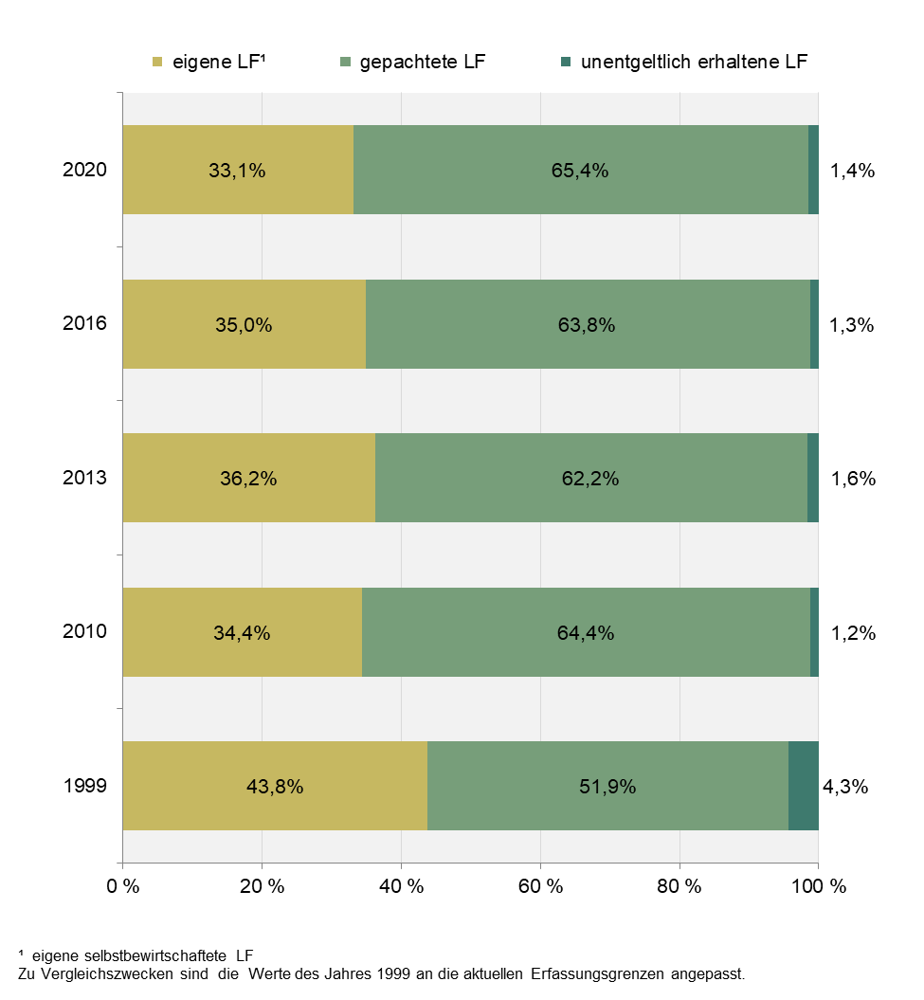 eigene LF¹ gepachtete LF unentgeltlich erhaltene LF
2020 33,1% 65,4% 1,4%
2016 35,0% 63,8% 1,3%
2013 36,2% 62,2% 1,6%
2010 34,4% 64,4% 1,2%
1999 43,8% 51,9% 4,3%
0 % 20 % 40 % 60 % 80 % 100 %
¹ eigene selbstbewirtschaftete LF
Zu Vergleichszwecken sind die Werte des Jahres 1999 an die aktuellen Erfassungsgrenzen angepasst.